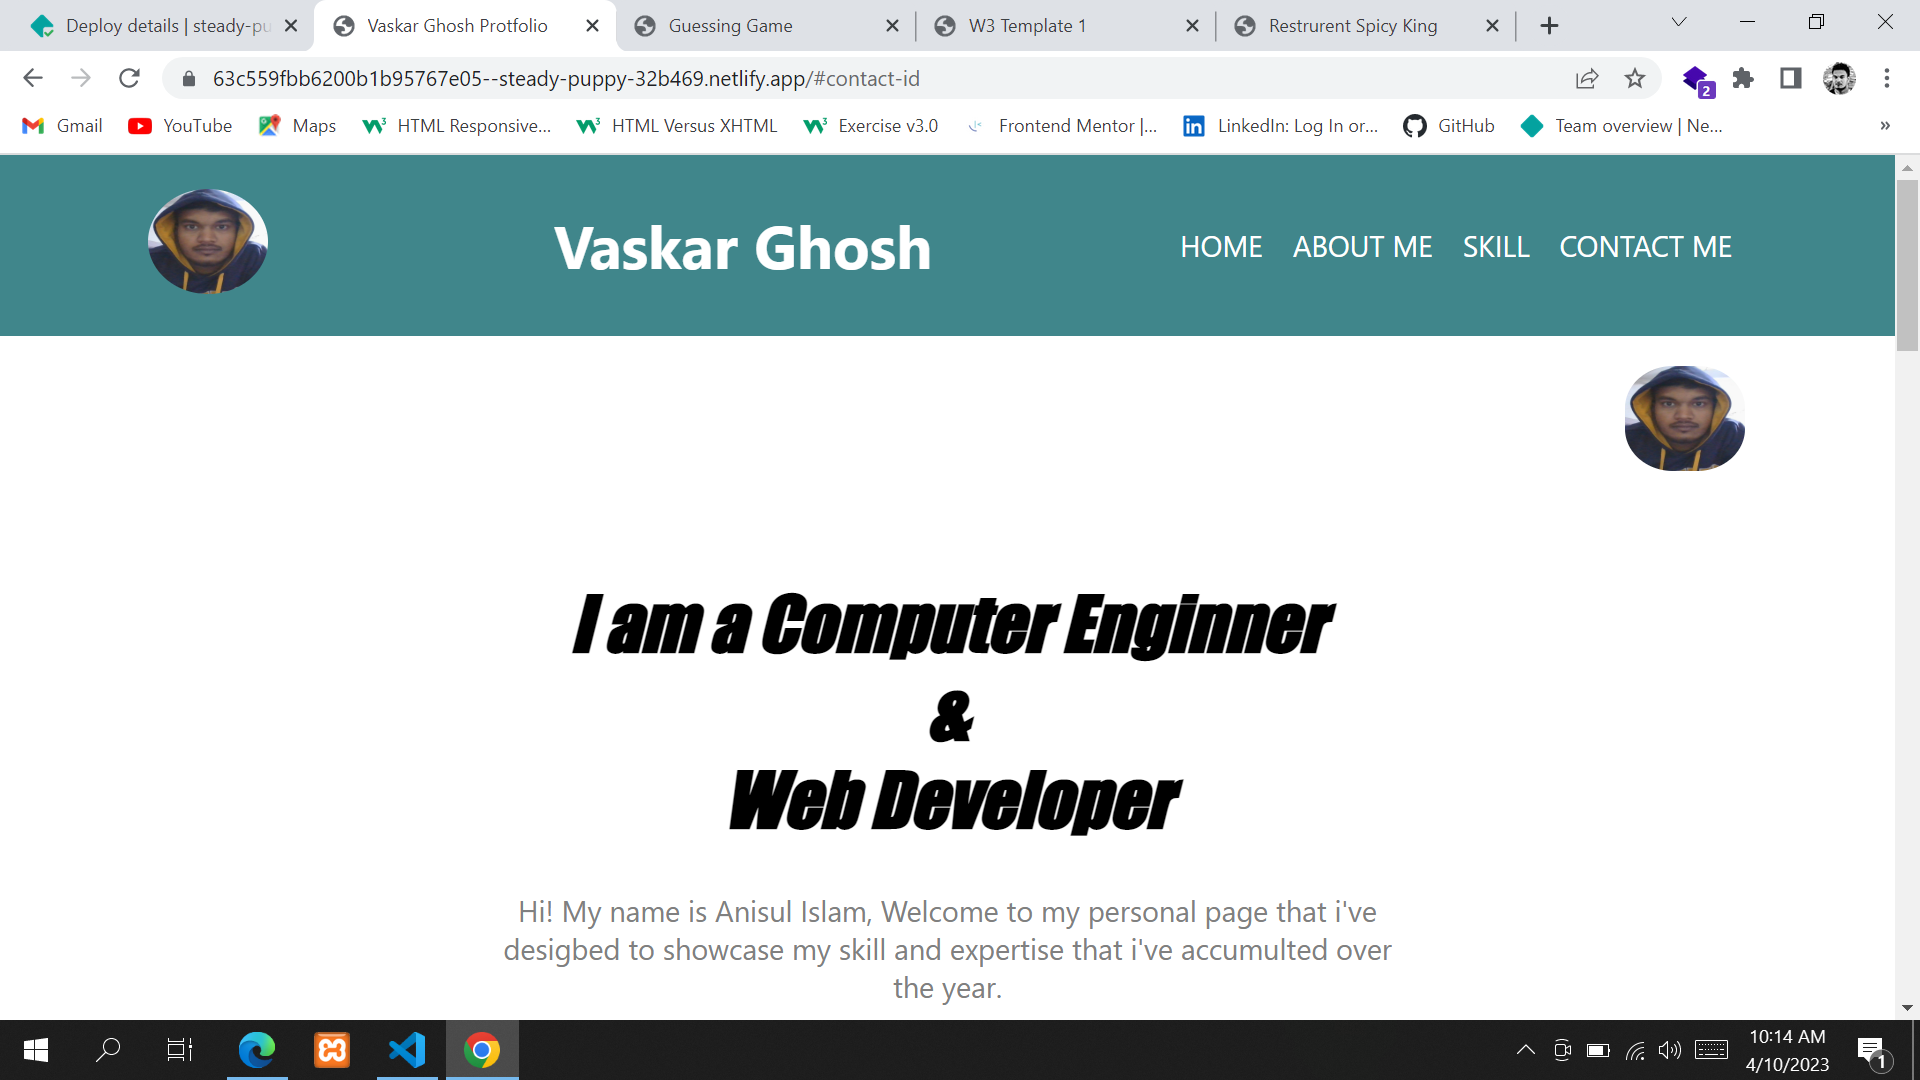 Deploy details | steady-pu
Vaskar Ghosh Protfolio
Guessing Game
W3 Template 1
Restrurent Spicy King
63c559fbb6200b1b95767e05--steady-puppy-32b469.netlify.app/#contact-id
2
Gmail
YouTube
Maps
HTML Responsive...
HTML Versus XHTML
Exercise v3.0
Frontend Mentor |...
LinkedIn: Log In or...
GitHub
Team overview | Ne...
»
Vaskar Ghosh
HOME
ABOUT ME
SKILL
CONTACT ME
I am a Computer Enginner
&
Web Developer
Hi! My name is Anisul Islam, Welcome to my personal page that i've
desigbed to showcase my skill and expertise that i've accumulted over
the year.
10:14 AM
4/10/2023
1